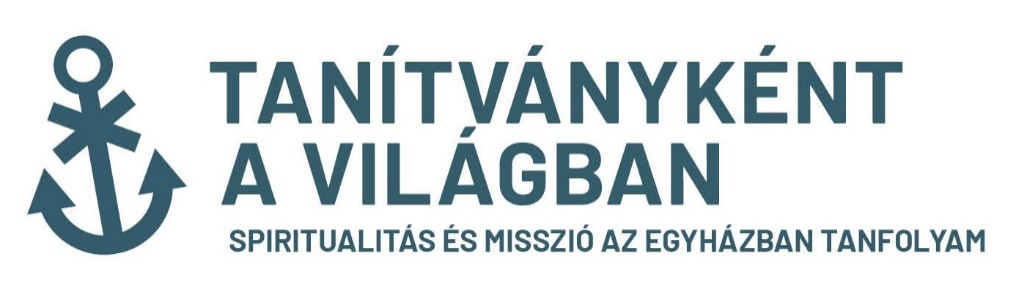 TANÍTVÁNYKÉNT
A VILÁGBAN
SPIRITUALITÁS ÉS MISSZIÓ AZ EGYHÁZBAN TANFOLYAM